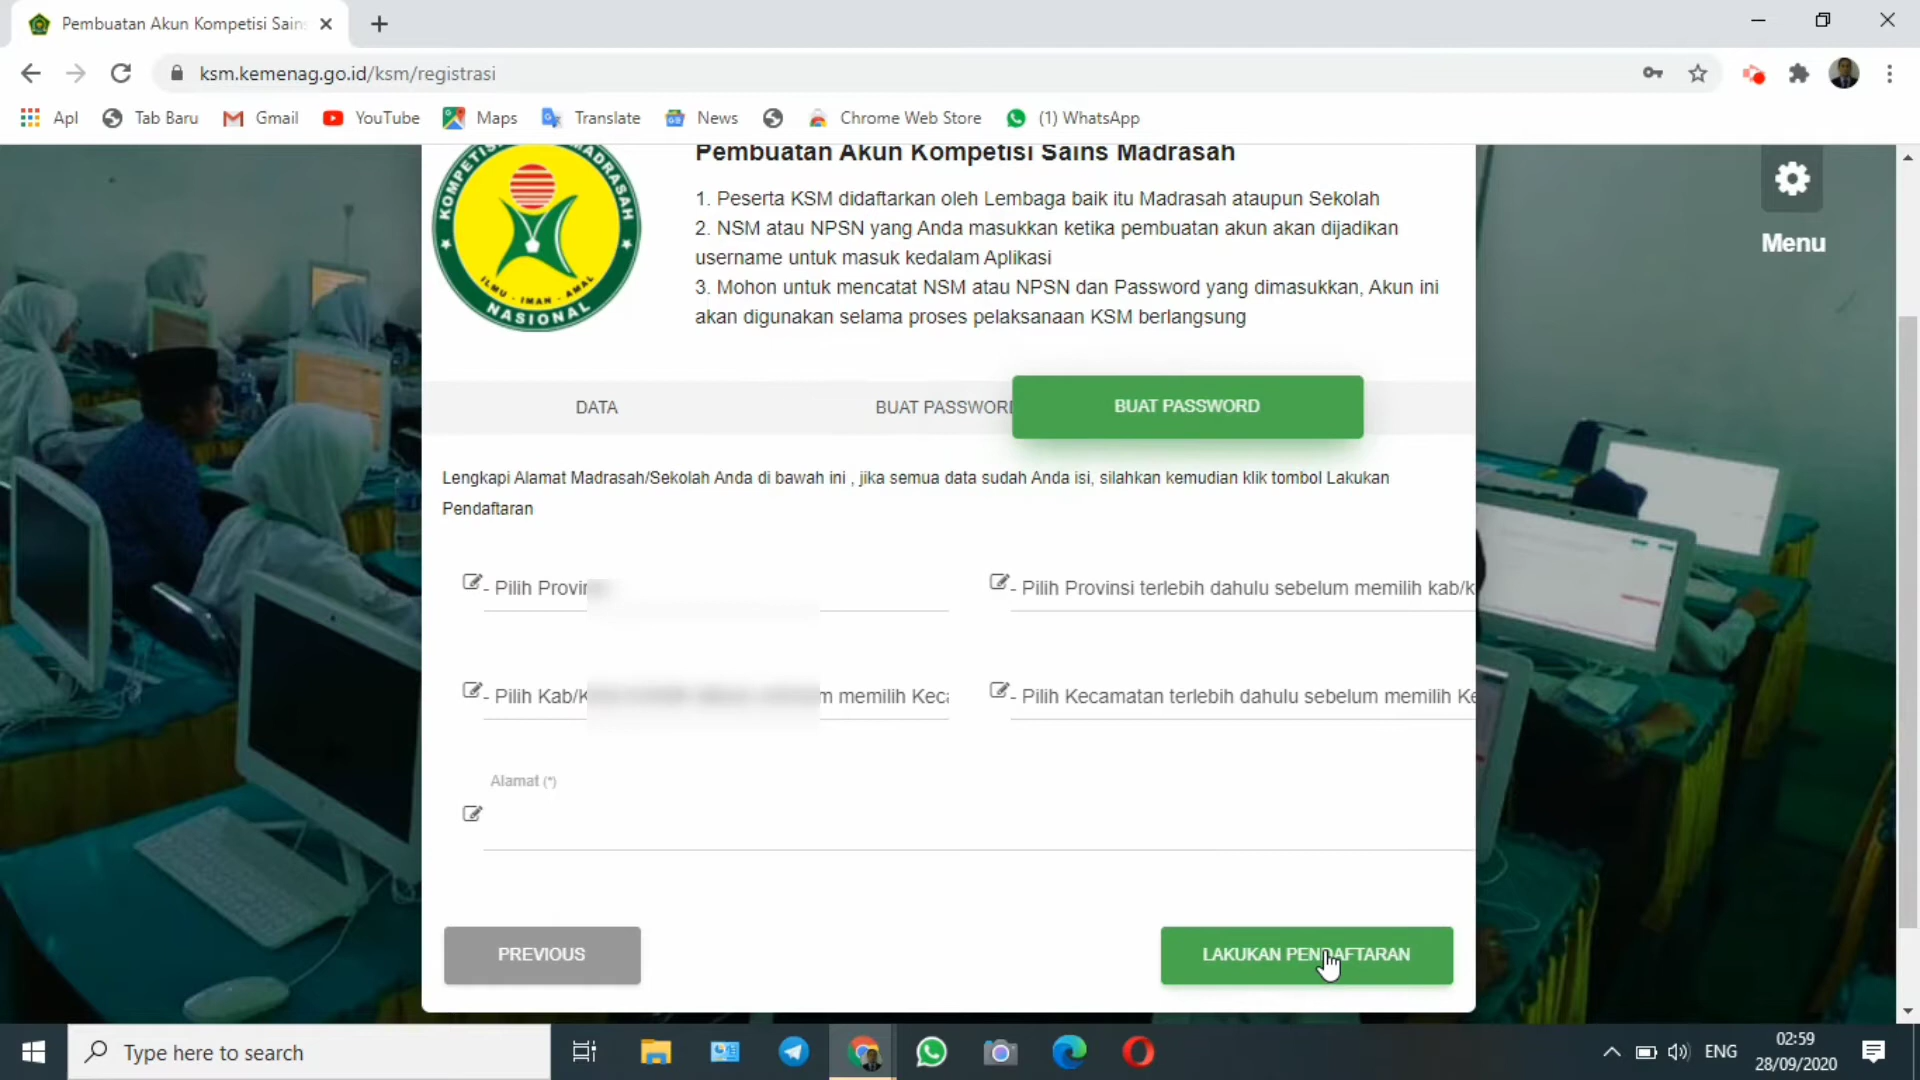 Pembuatan Akun Kompetisi Sain
ksm.kemenag.go.id/ksm/registrasi
Apl Tab Baru Gmail YouTube Maps Translate News Chrome Web Store (1) WhatsApp
KOMPETISI MADRASAH
ILMU - IMAN - AMAL
NASIONAL
Pembuatan Akun Kompetisi Sains Madrasah
1. Peserta KSM didaftarkan oleh Lembaga baik itu Madrasah ataupun Sekolah
2. NSM atau NPSN yang Anda masukkan ketika pembuatan akun akan dijadikan
username untuk masuk kedalam Aplikasi
3. Mohon untuk mencatat NSM atau NPSN dan Password yang dimasukkan, Akun ini
akan digunakan selama proses pelaksanaan KSM berlangsung
Menu
DATA BUAT PASSWORD BUAT PASSWORD
Lengkapi Alamat Madrasah/Sekolah Anda di bawah ini , jika semua data sudah Anda isi, silahkan kemudian klik tombol Lakukan
Pendaftaran
- Pilih Provin - Pilih Provinsi terlebih dahulu sebelum memilih kab/k
- Pilih Kab/K m memilih Keca - Pilih Kecamatan terlebih dahulu sebelum memilih Ke
Alamat (*)
PREVIOUS LAKUKAN PENDAFTARAN
Type here to search
ENG
02:59
28/09/2020